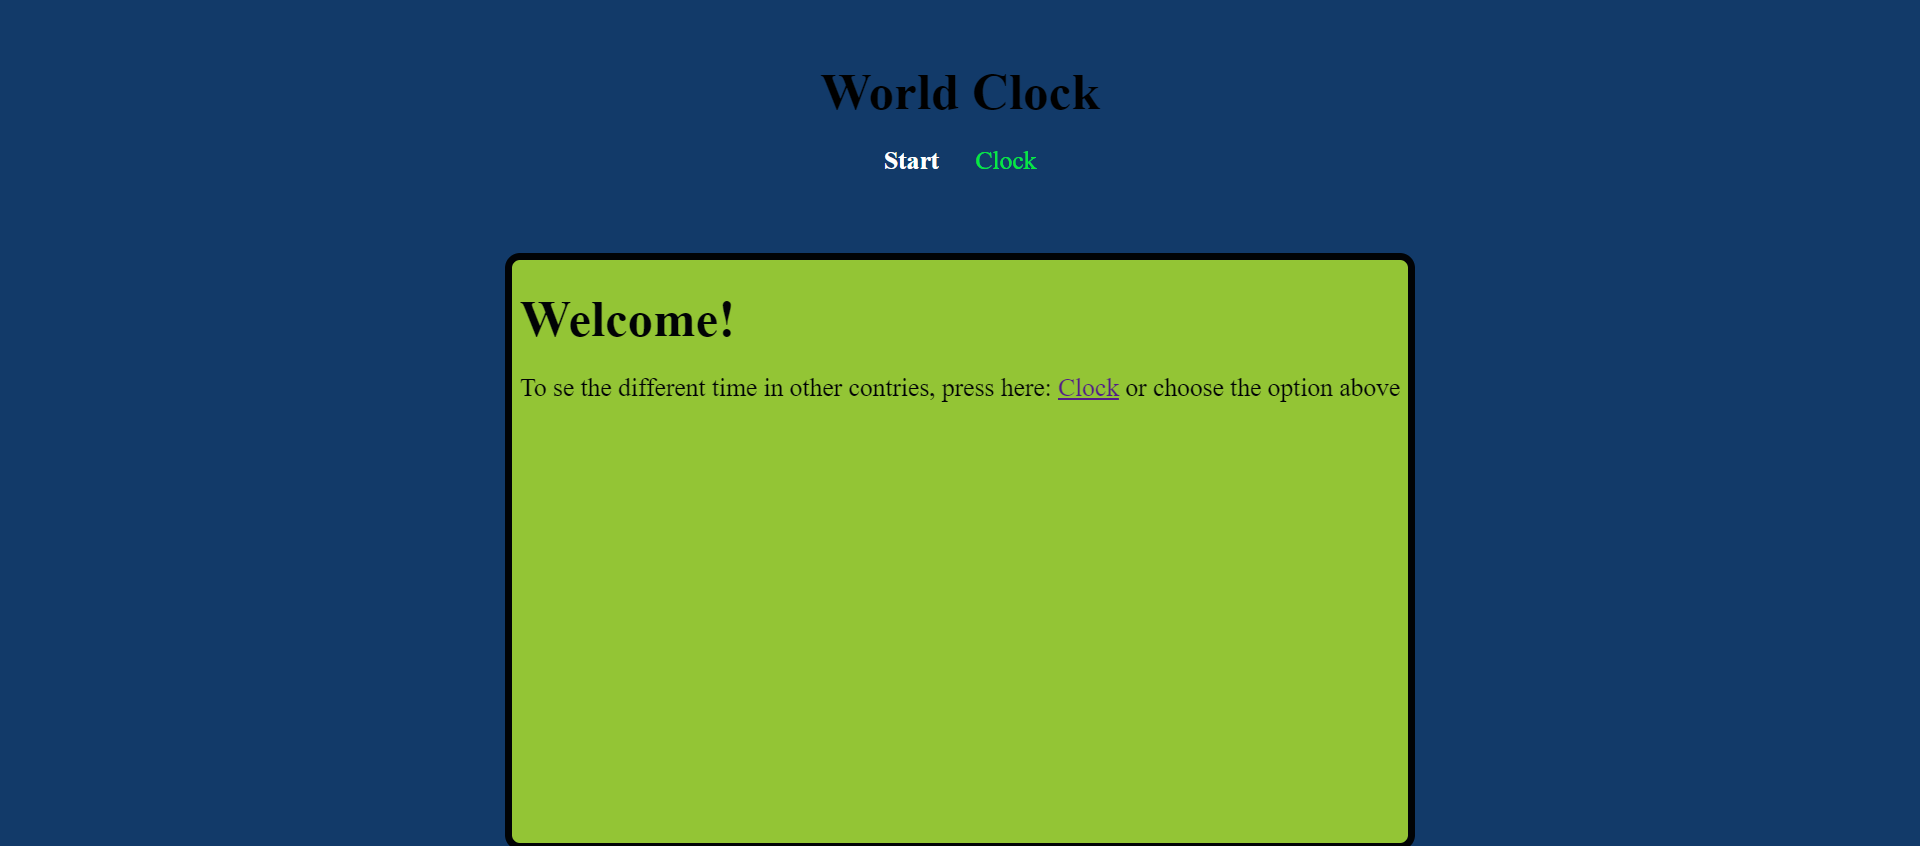 World Clock
Start Clock
Welcome!
To se the different time in other contries, press here: Clock or choose the option above